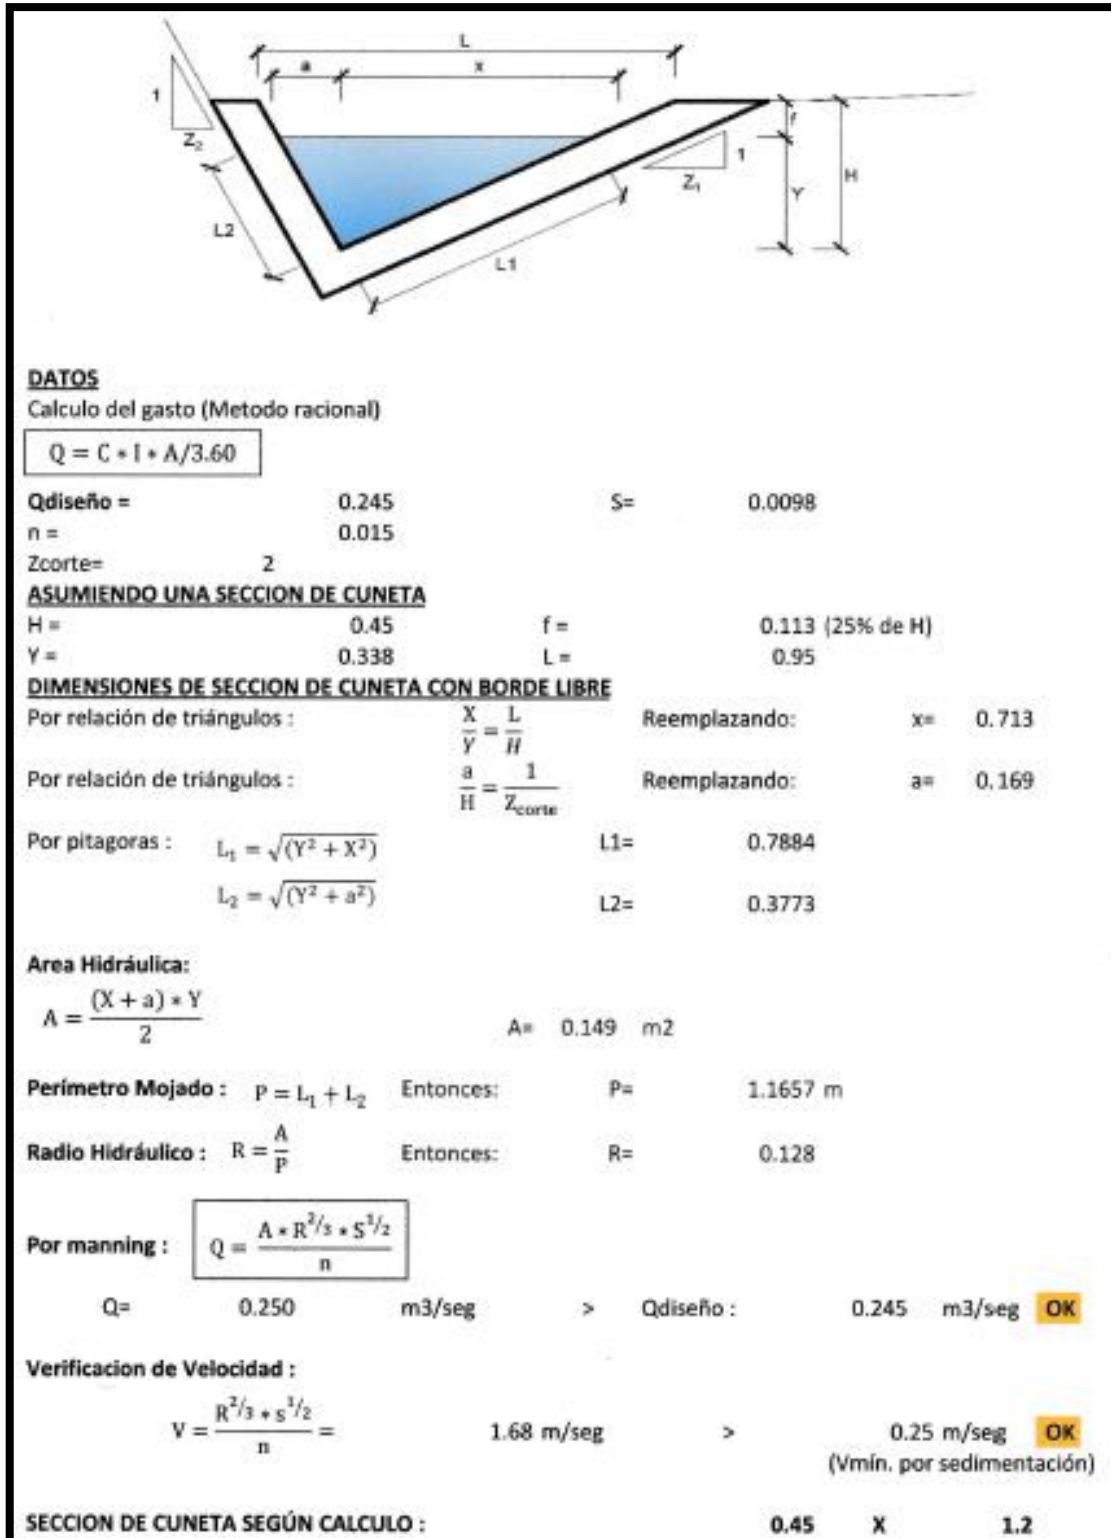 L
a x
1
Z₂
f
1
Z₁
Y H
L2
L1
DATOS
Calculo del gasto (Metodo racional)
Q = C * I * A/3.60
Qdiseño = 0.245 S= 0.0098
n = 0.015
Zcorte= 2
ASUMIENDO UNA SECCION DE CUNETA
H = 0.45 f = 0.113 (25% de H)
Y = 0.338 L = 0.95
DIMENSIONES DE SECCION DE CUNETA CON BORDE LIBRE
Por relación de triángulos : X/Y = L/H Reemplazando: x= 0.713
Por relación de triángulos : a/H = 1/Zcorte Reemplazando: a= 0.169
Por pitagoras : L₁ = √(Y² + X²) L1= 0.7884
L₂ = √(Y² + a²) L2= 0.3773
Area Hidráulica:
A = (X + a) * Y / 2 A= 0.149 m2
Perímetro Mojado : P = L₁ + L₂ Entonces: P= 1.1657 m
Radio Hidráulico : R = A/P Entonces: R= 0.128
Por manning : Q = A * R^2/3 * S^1/2 / n
Q= 0.250 m3/seg > Qdiseño : 0.245 m3/seg OK
Verificacion de Velocidad :
V = R^2/3 * s^1/2 / n = 1.68 m/seg > 0.25 m/seg OK
(Vmín. por sedimentación)
SECCION DE CUNETA SEGÚN CALCULO : 0.45 X 1.2